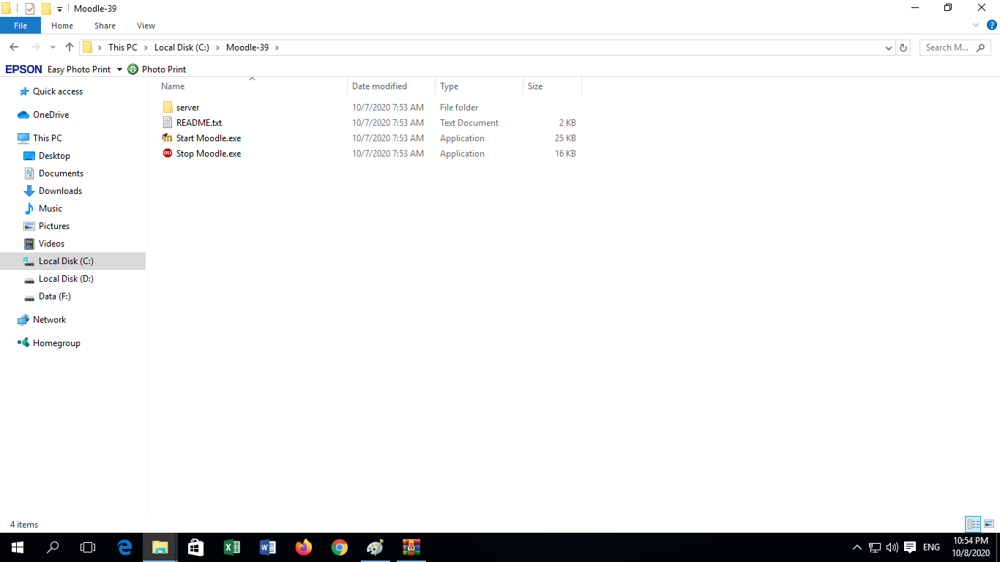 Moodle-39
File Home Share View
This PC Local Disk (C:) Moodle-39
Search M...
EPSON Easy Photo Print Photo Print
Name Date modified Type Size
Quick access
OneDrive
This PC
Desktop
Documents
Downloads
Music
Pictures
Videos
Local Disk (C:)
Local Disk (D:)
Data (F:)
Network
Homegroup
server 10/7/2020 7:53 AM File folder
README.txt 10/7/2020 7:53 AM Text Document 2 KB
Start Moodle.exe 10/7/2020 7:53 AM Application 25 KB
STOP Stop Moodle.exe 10/7/2020 7:53 AM Application 16 KB
4 items
ENG
10:54 PM
10/8/2020